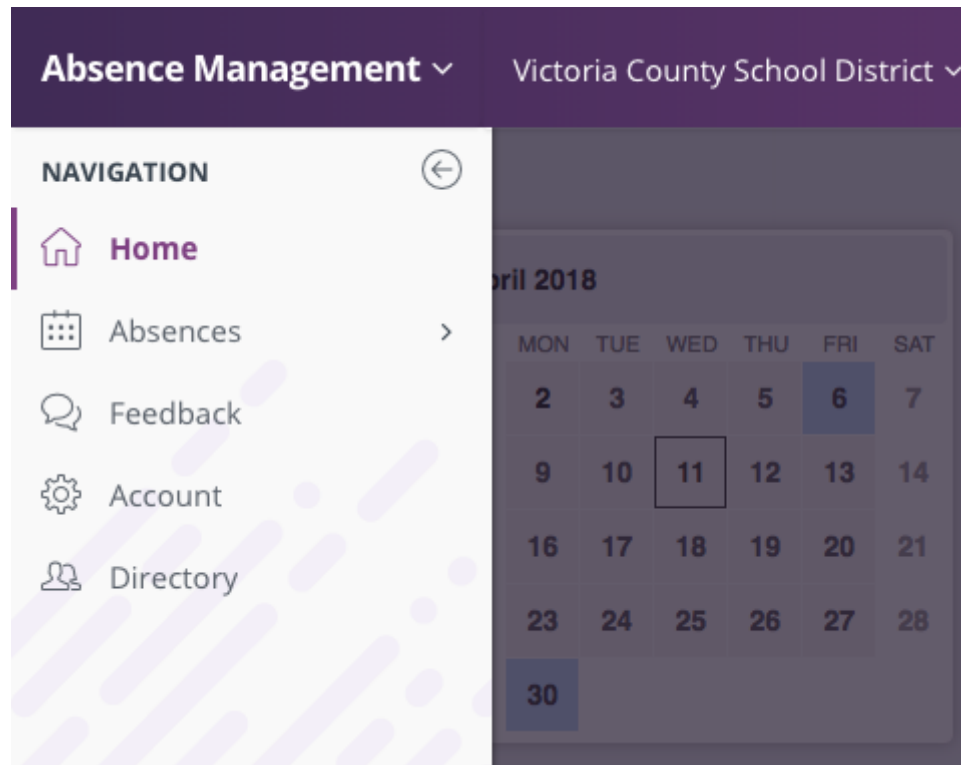 Absence Management
Victoria County School District
NAVIGATION
Home
Absences
Feedback
Account
Directory
2018
MON TUE WED THU FRI SAT
2 3 4 5 6 7
9 10 11 12 13 14
16 17 18 19 20 21
23 24 25 26 27 28
30